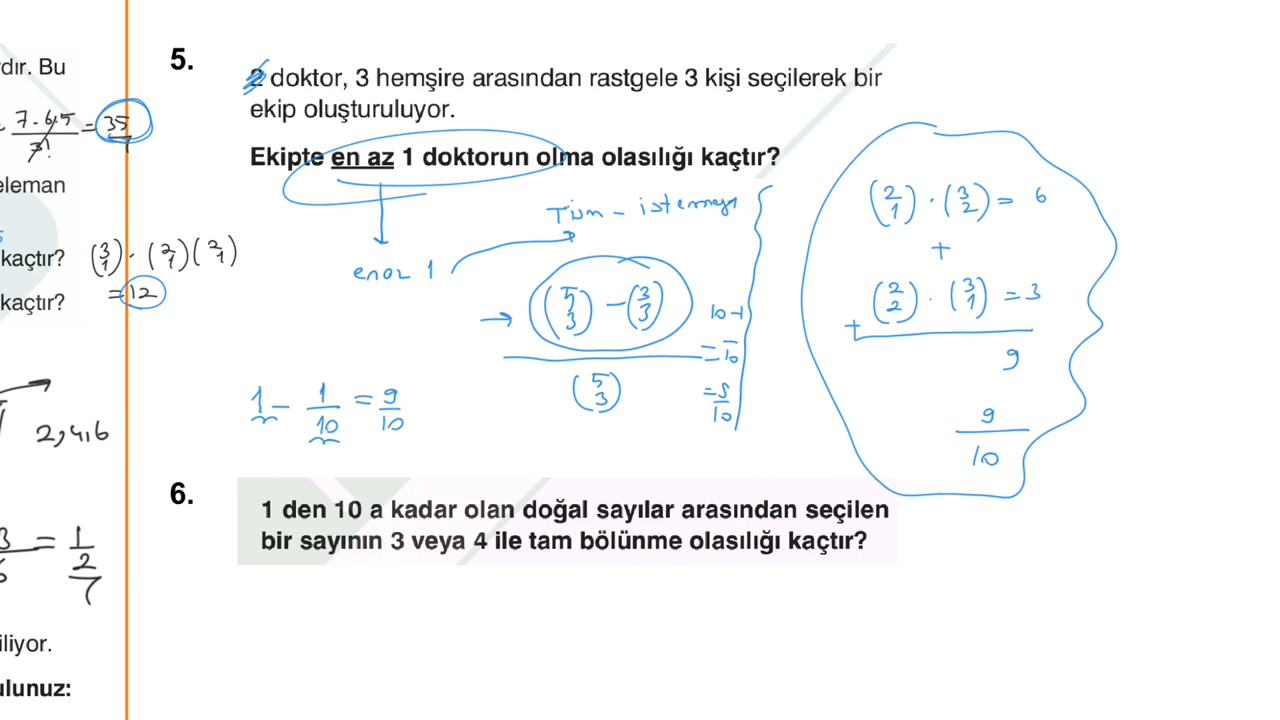 dır. Bu
7-6.5
= 35
3!
eleman
kaçtır?
(3 1) . (2 1) (2 1)
= 12
kaçtır?
2,4,6
= 1
2
7
iliyor.
ulunuz:
5.
2 doktor, 3 hemşire arasından rastgele 3 kişi seçilerek bir
ekip oluşturuluyor.
Ekipte en az 1 doktorun olma olasılığı kaçtır?
Tüm - istemeye
en az 1
→ (5 3) - (3 3)
(5 3)
10-1
= 10
= 9
10
1 - 1 = 9
10 10
(2 1) . (3 2) = 6
+
(2 2) . (3 1) = 3
+
9
9
10
6.
1 den 10 a kadar olan doğal sayılar arasından seçilen
bir sayının 3 veya 4 ile tam bölünme olasılığı kaçtır?